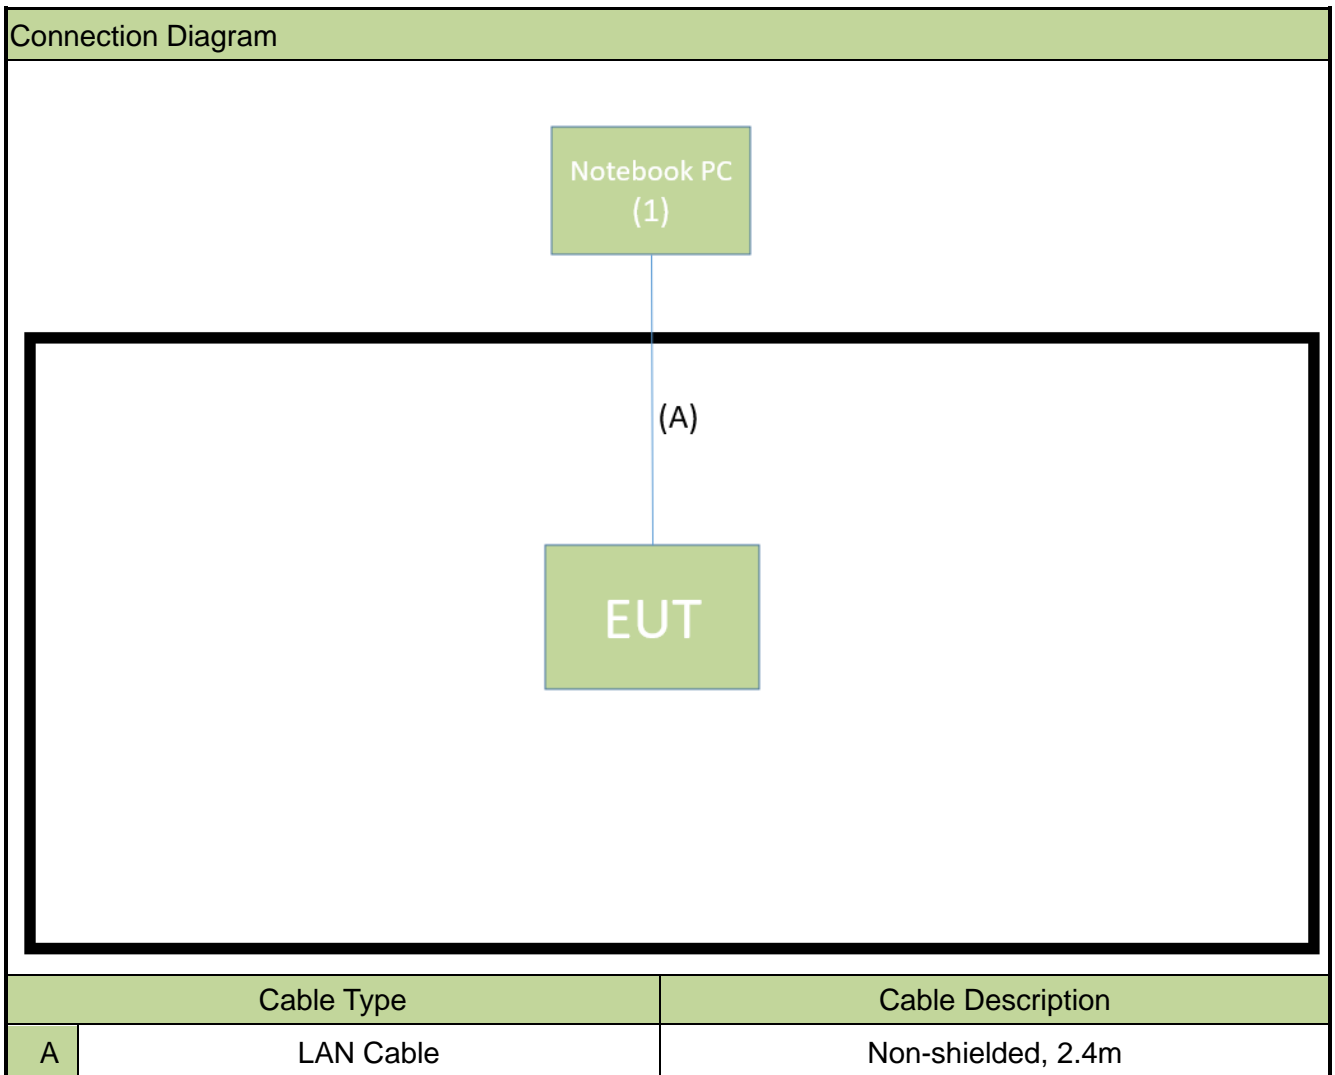 Connection Diagram
Notebook PC
(1)
(A)
EUT
Cable Type Cable Description
A LAN Cable Non-shielded, 2.4m